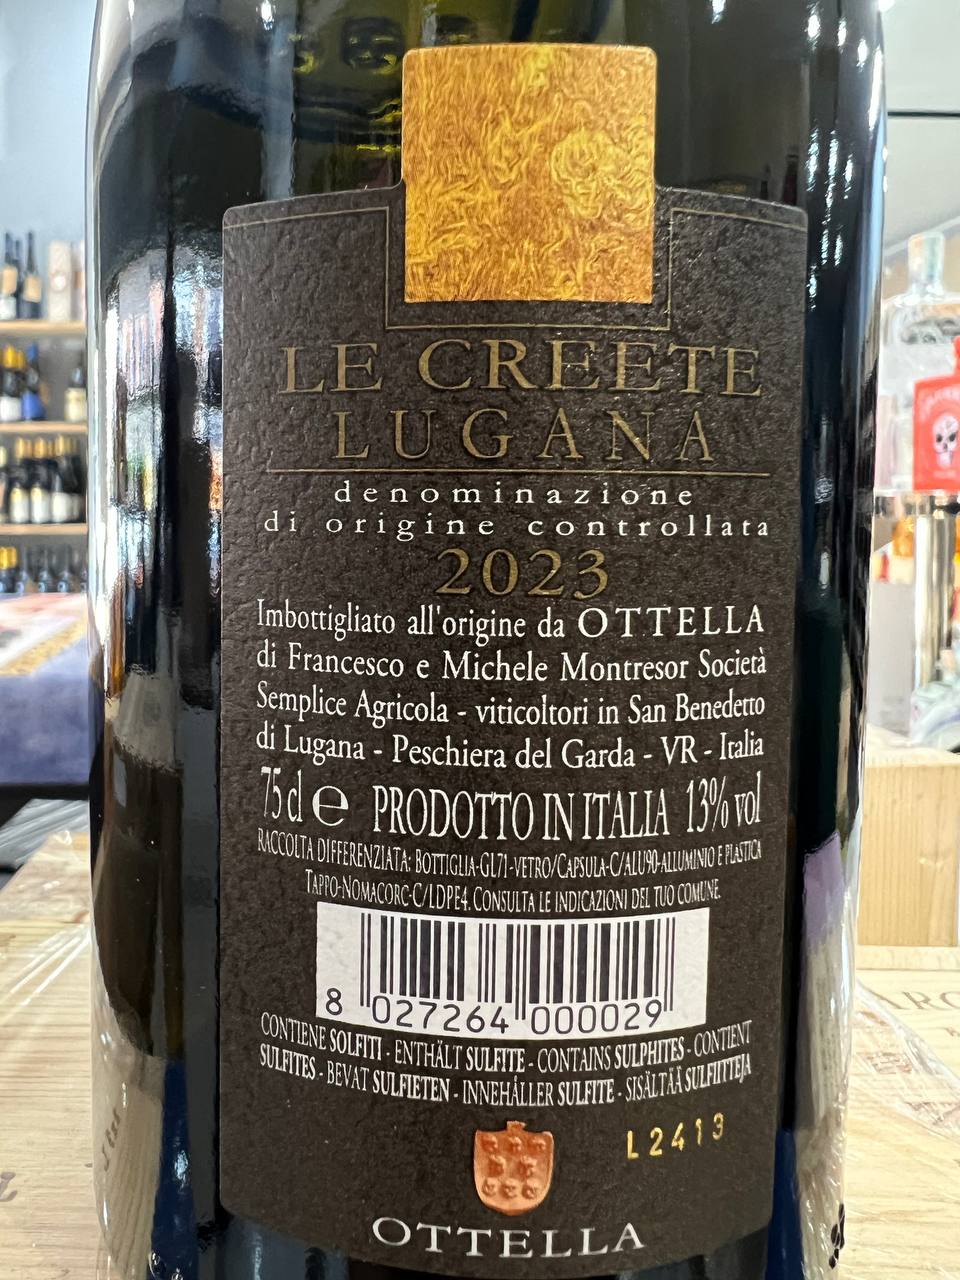 LE CREETE
LUGANA
denominazione
di origine controllata
2023
Imbottigliato all'origine da OTTELLA
di Francesco e Michele Montresor Società
Semplice Agricola - viticoltori in San Benedetto
di Lugana - Peschiera del Garda - VR - Italia
75 cl ℮ PRODOTTO IN ITALIA 13% vol
RACCOLTA DIFFERENZIATA: BOTTIGLIA-GL71-VETRO/CAPSULA-C/ALU90-ALLUMINIO E PLASTICA
TAPPO-NOMACORC-C/LDPE4. CONSULTA LE INDICAZIONI DEL TUO COMUNE.
8 027264 000029
CONTIENE SOLFITI - ENTHÄLT SULFITE - CONTAINS SULPHITES - CONTIENT
SULFITES - BEVAT SULFIETEN - INNEHÅLLER SULFITE - SISÄLTÄÄ SULFIITTEJA
L2413
OTTELLA